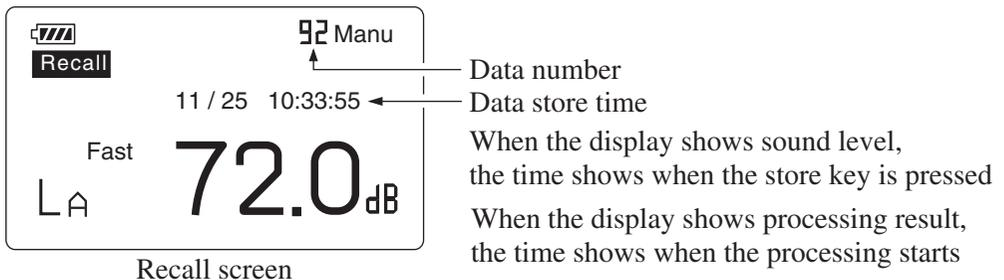 92 Manu
Recall
Data number
11 / 25 10:33:55
Data store time
When the display shows sound level,
the time shows when the store key is pressed
Fast
72.0 dB
LA
When the display shows processing result,
the time shows when the processing starts
Recall screen